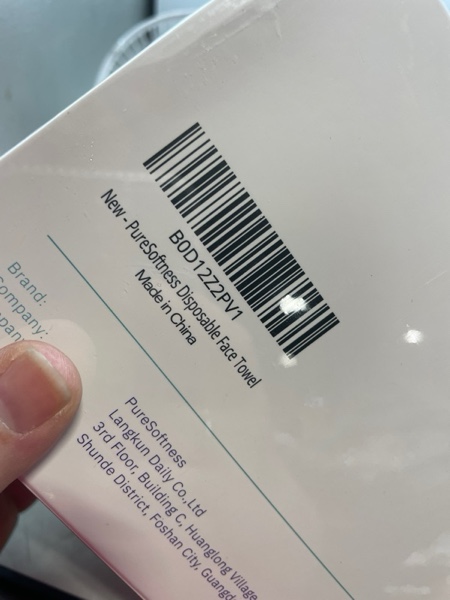 B0D12Z2PV1
New - PureSoftness Disposable Face Towel
Made in China
Brand:
Company:
PureSoftness
Langkun Daily Co.,Ltd
3rd Floor, Building C, Huanglong Village
Shunde District, Foshan City,